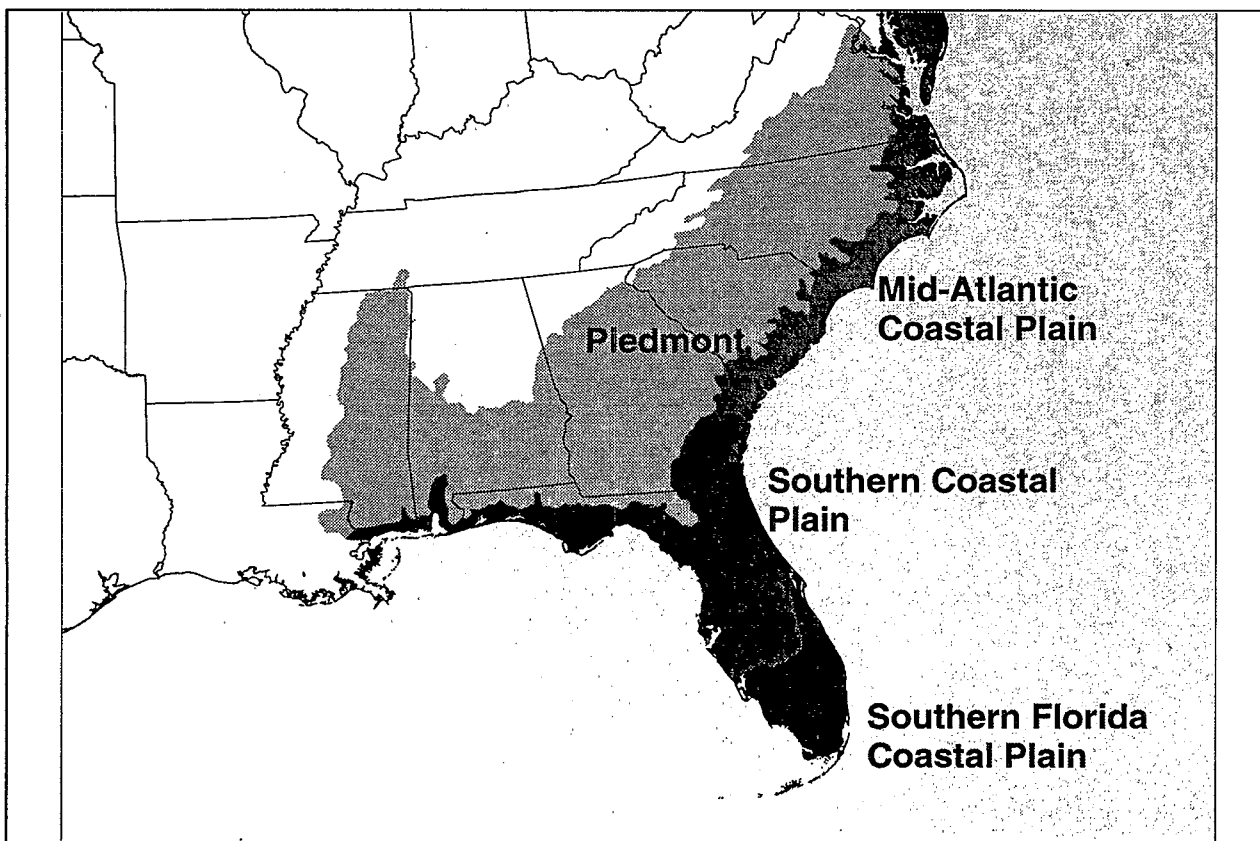 Mid-Atlantic
Coastal Plain
Piedmont
Southern Coastal
Plain
Southern Florida
Coastal Plain